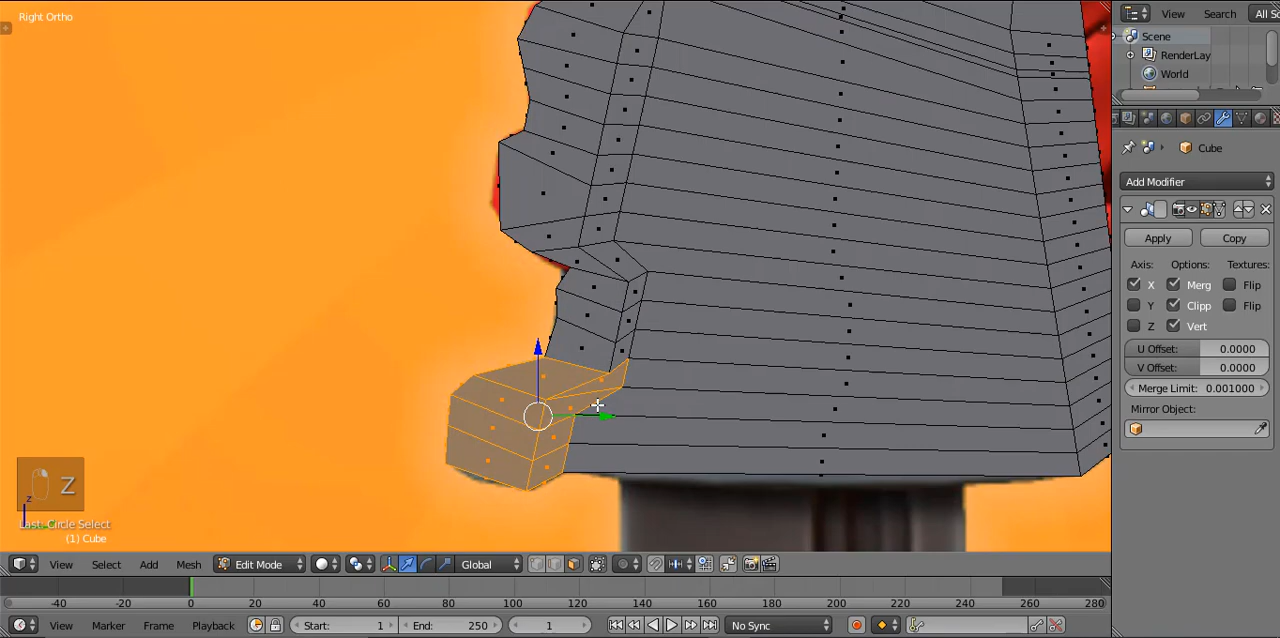 Right Ortho
View Search All Sc
Scene
RenderLay
World
Cube
Add Modifier
Apply Copy
Axis: Options: Textures:
X Merg Flip
Y Clipp Flip
Z Vert
U Offset: 0.0000
V Offset: 0.0000
Merge Limit: 0.001000
Mirror Object:
Z
z
Last: Circle Select
(1) Cube
View Select Add Mesh Edit Mode Global
-40 -20 0 20 40 60 80 100 120 140 160 180 200 220 240 260 280
View Marker Frame Playback Start: 1 End: 250 1 No Sync